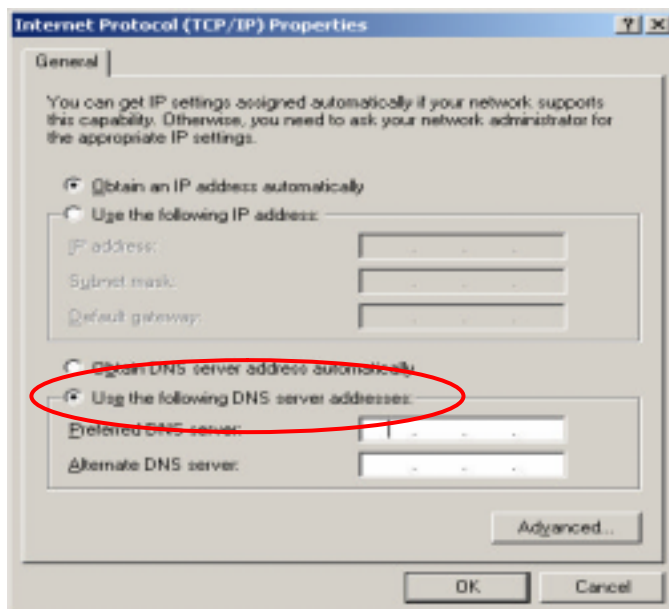 Internet Protocol (TCP/IP) Properties
General
You can get IP settings assigned automatically if your network supports
this capability. Otherwise, you need to ask your network administrator for
the appropriate IP settings.
Obtain an IP address automatically
Use the following IP address:
IP address:
Subnet mask:
Default gateway:
Obtain DNS server address automatically
Use the following DNS server addresses:
Preferred DNS server:
Alternate DNS server:
Advanced...
OK Cancel